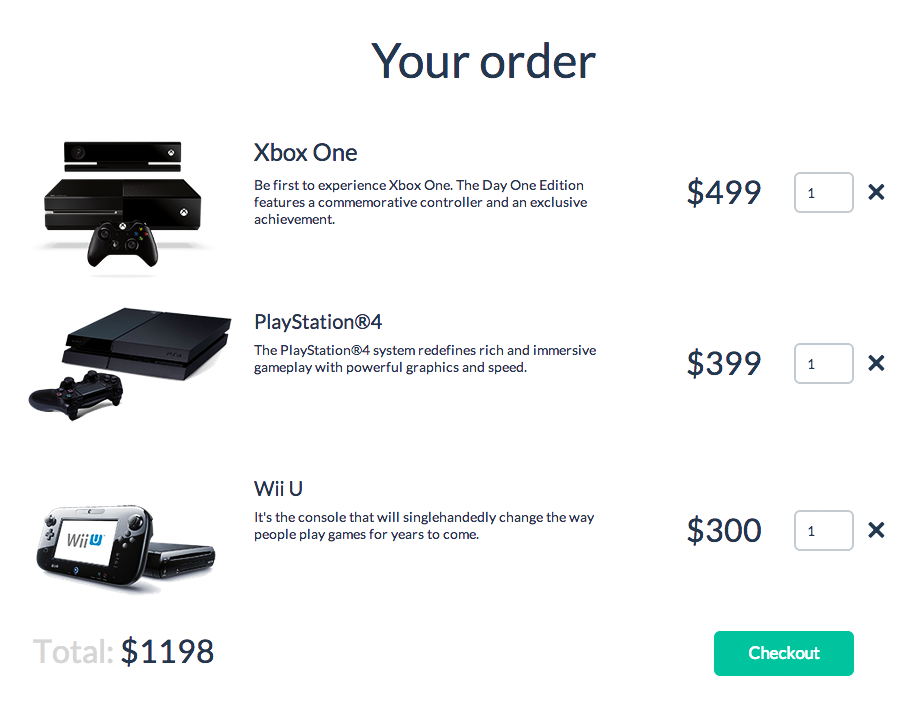 Your order
Xbox One
Be first to experience Xbox One. The Day One Edition
features a commemorative controller and an exclusive
achievement.
$499
1
PlayStation®4
The PlayStation®4 system redefines rich and immersive
gameplay with powerful graphics and speed.
$399
1
Wii U
It's the console that will singlehandedly change the way
people play games for years to come.
$300
1
Wii U
Total: $1198
Checkout